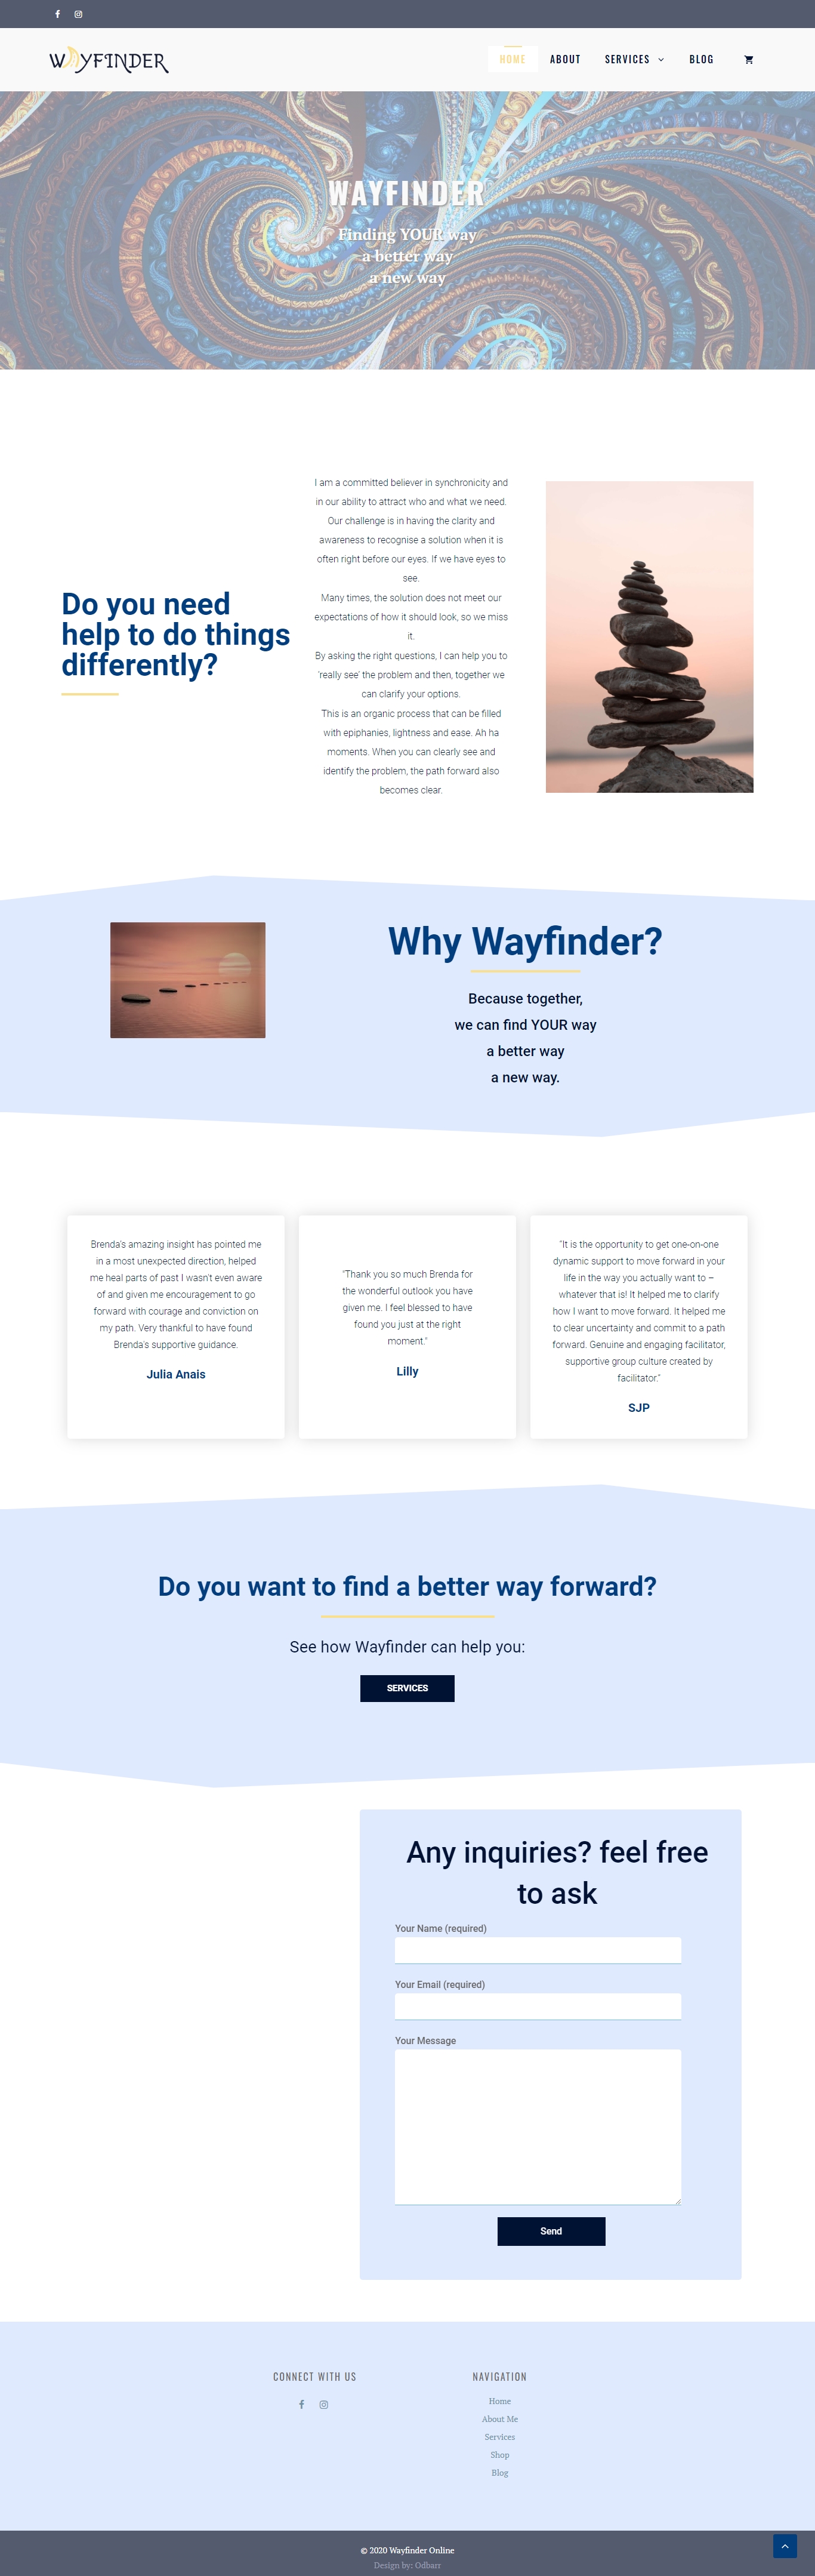 WAYFINDER
HOME
ABOUT
SERVICES
BLOG
WAYFINDER
Finding YOUR way
a better way
a new way
Do you need
help to do things
differently?
I am a committed believer in synchronicity and
in our ability to attract who and what we need.
Our challenge is in having the clarity and
awareness to recognise a solution when it is
often right before our eyes. If we have eyes to
see.
Many times, the solution does not meet our
expectations of how it should look, so we miss
it.
By asking the right questions, I can help you to
‘really see’ the problem and then, together we
can clarify your options.
This is an organic process that can be filled
with epiphanies, lightness and ease. Ah ha
moments. When you can clearly see and
identify the problem, the path forward also
becomes clear.
Why Wayfinder?
Because together,
we can find YOUR way
a better way
a new way.
Brenda's amazing insight has pointed me
in a most unexpected direction, helped
me heal parts of past I wasn't even aware
of and given me encouragement to go
forward with courage and conviction on
my path. Very thankful to have found
Brenda's supportive guidance.
Julia Anais
"Thank you so much Brenda for
the wonderful outlook you have
given me. I feel blessed to have
found you just at the right
moment."
Lilly
"It is the opportunity to get one-on-one
dynamic support to move forward in your
life in the way you actually want to –
whatever that is! It helped me to clarify
how I want to move forward. It helped me
to clear uncertainty and commit to a path
forward. Genuine and engaging facilitator,
supportive group culture created by
facilitator."
SJP
Do you want to find a better way forward?
See how Wayfinder can help you:
SERVICES
Any inquiries? feel free
to ask
Your Name (required)
Your Email (required)
Your Message
Send
CONNECT WITH US
NAVIGATION
Home
About Me
Services
Shop
Blog
© 2020 Wayfinder Online
Design by: Odbarr